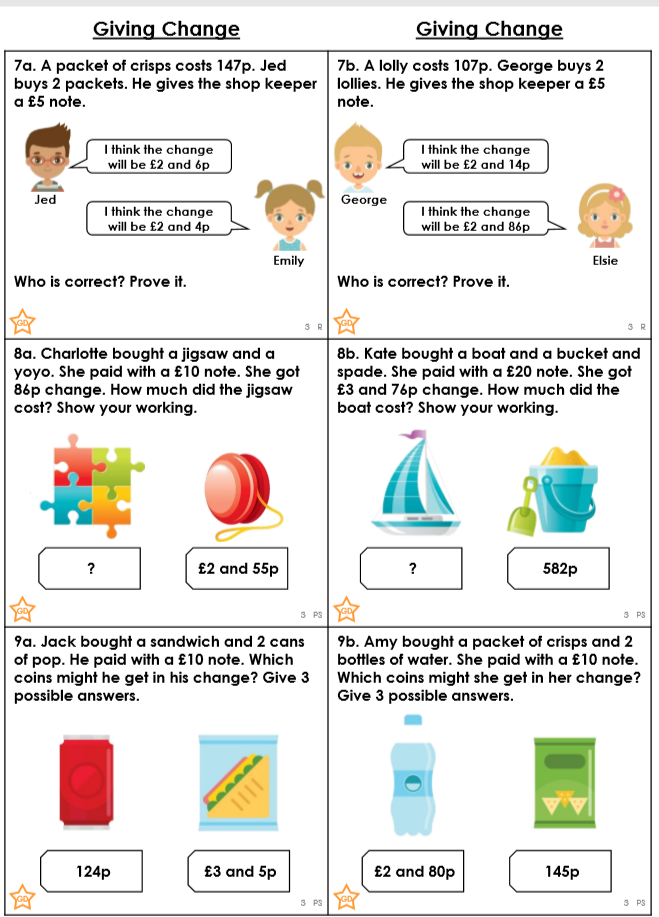 Giving Change
Giving Change
7a. A packet of crisps costs 147p. Jed
buys 2 packets. He gives the shop keeper
a £5 note.
I think the change
will be £2 and 6p
Jed
I think the change
will be £2 and 4p
Emily
Who is correct? Prove it.
GD
3 R
7b. A lolly costs 107p. George buys 2
lollies. He gives the shop keeper a £5
note.
I think the change
will be £2 and 14p
George
I think the change
will be £2 and 86p
Elsie
Who is correct? Prove it.
GD
3 R
8a. Charlotte bought a jigsaw and a
yoyo. She paid with a £10 note. She got
86p change. How much did the jigsaw
cost? Show your working.
?
£2 and 55p
GD
3 PS
8b. Kate bought a boat and a bucket and
spade. She paid with a £20 note. She got
£3 and 76p change. How much did the
boat cost? Show your working.
?
582p
GD
3 PS
9a. Jack bought a sandwich and 2 cans
of pop. He paid with a £10 note. Which
coins might he get in his change? Give 3
possible answers.
124p
£3 and 5p
GD
3 PS
9b. Amy bought a packet of crisps and 2
bottles of water. She paid with a £10 note.
Which coins might she get in her change?
Give 3 possible answers.
£2 and 80p
145p
GD
3 PS